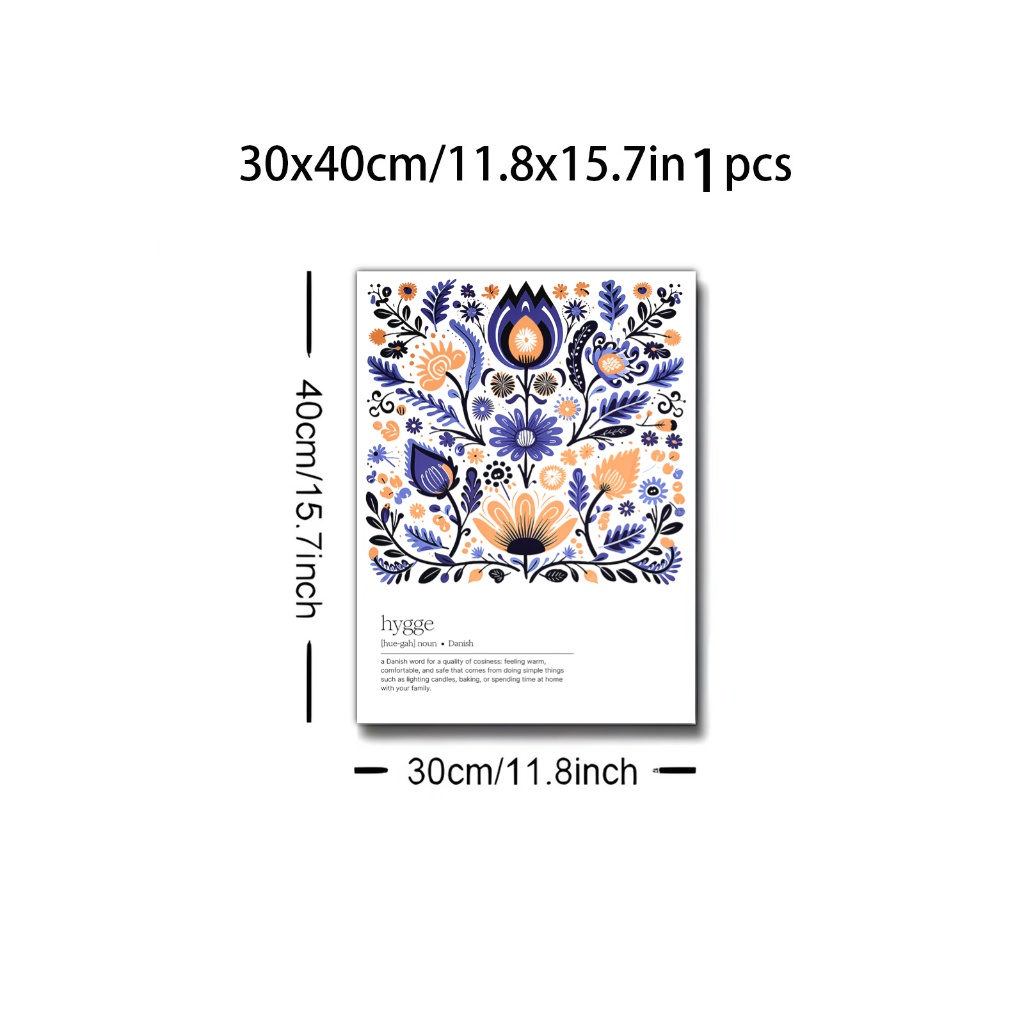 30x40cm/11.8x15.7in 1 pcs
40cm/15.7inch
hygge
[hue-gah] noun • Danish
a Danish word for a quality of cosiness: feeling warm,
comfortable, and safe that comes from doing simple things
such as lighting candles, baking, or spending time at home
with your family.
30cm/11.8inch